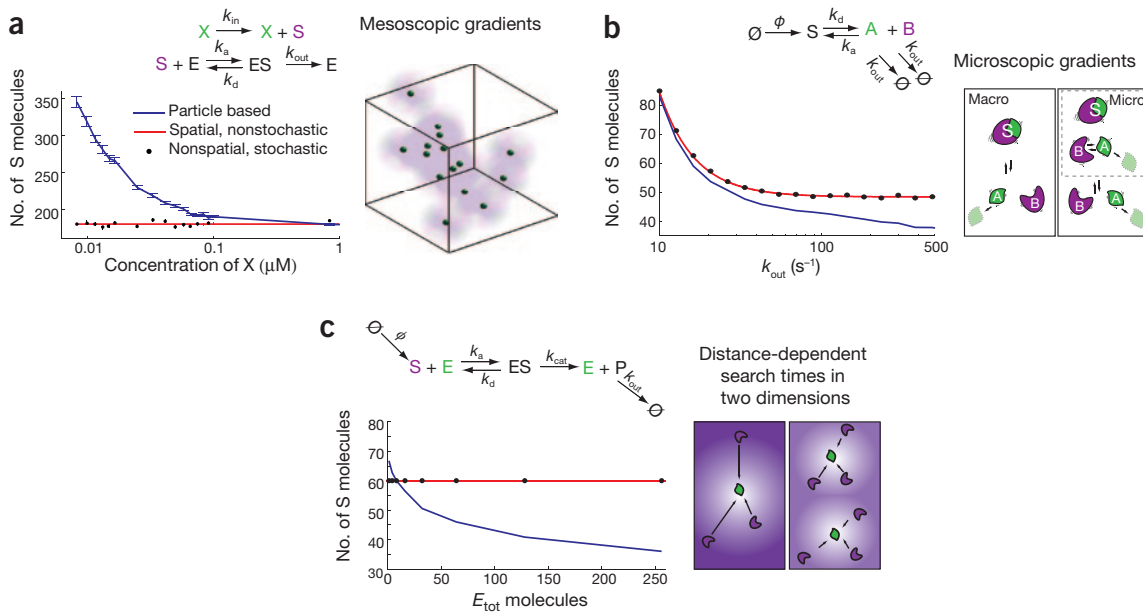 a
k_in
X → X + S
k_a
S + E ⇌ ES → E
k_d
k_out
Mesoscopic gradients
No. of S molecules
350
300
250
200
Particle based
Spatial, nonstochastic
Nonspatial, stochastic
0.01
0.1
1
Concentration of X (μM)
b
∅ → S ⇌ A + B
ϕ
k_d
k_a
k_out
k_out
∅
∅
Microscopic gradients
No. of S molecules
80
70
60
50
40
10
100
500
k_out (s⁻¹)
Macro
S
A
B
Micro
S
B
A
B
A
c
∅
ϕ
S + E ⇌ ES → E + P
k_a
k_d
k_cat
k_out
∅
Distance-dependent
search times in
two dimensions
No. of S molecules
80
70
60
50
40
30
0
50
100
150
200
250
E_tot molecules